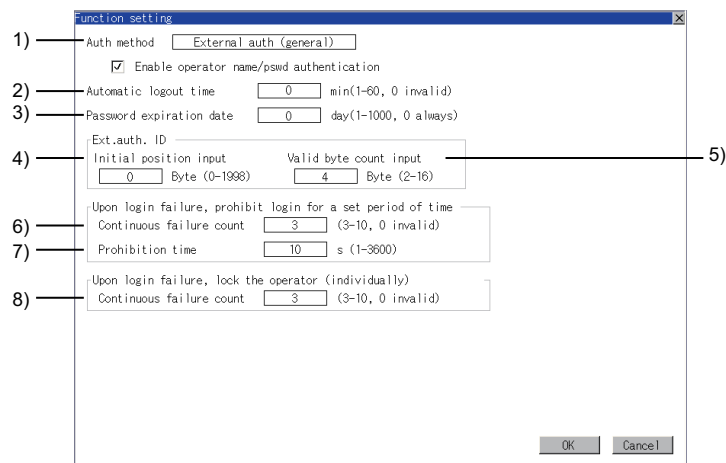 Function setting
1) Auth method External auth (general)
Enable operator name/pswd authentication
2) Automatic logout time 0 min(1-60, 0 invalid)
3) Password expiration date 0 day(1-1000, 0 always)
Ext.auth. ID
4) Initial position input Valid byte count input 5)
0 Byte (0-1998) 4 Byte (2-16)
Upon login failure, prohibit login for a set period of time
6) Continuous failure count 3 (3-10, 0 invalid)
7) Prohibition time 10 s (1-3600)
Upon login failure, lock the operator (individually)
8) Continuous failure count 3 (3-10, 0 invalid)
OK Cancel